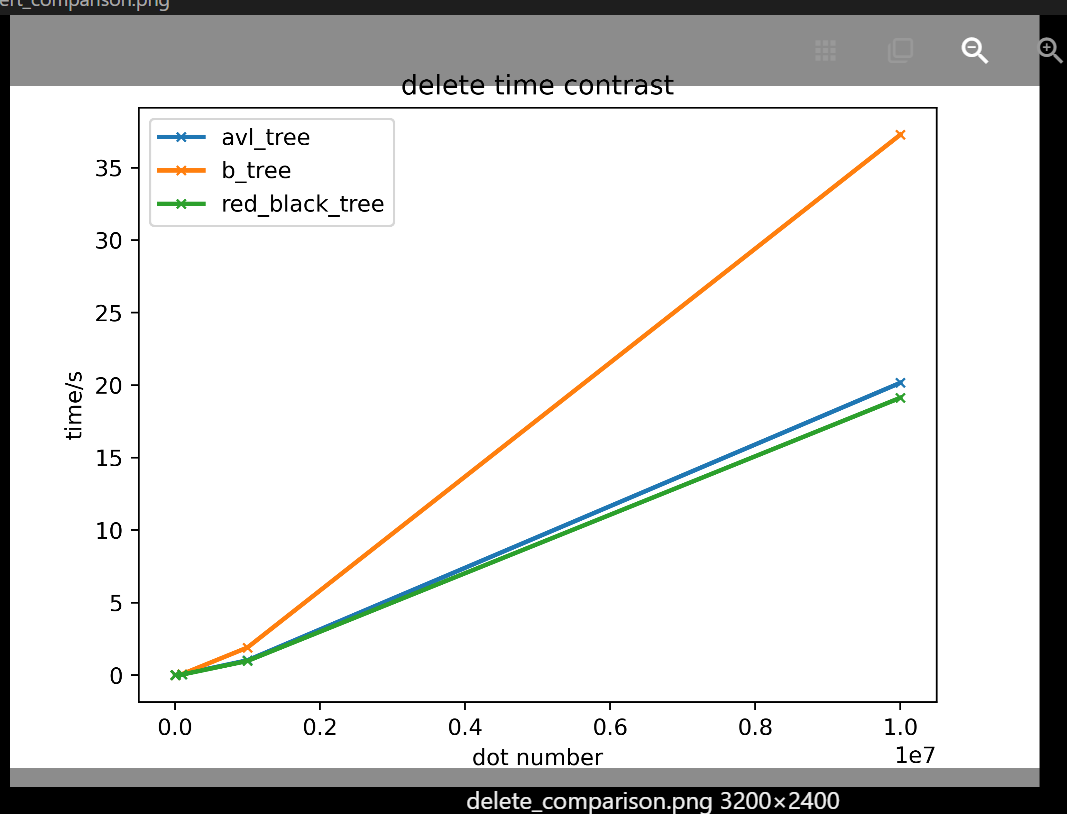 ert_comparison.png
delete time contrast
avl_tree
b_tree
red_black_tree
35
30
25
20
15
10
5
0
time/s
0.0 0.2 0.4 0.6 0.8 1.0
1e7
dot number
delete_comparison.png 3200×2400